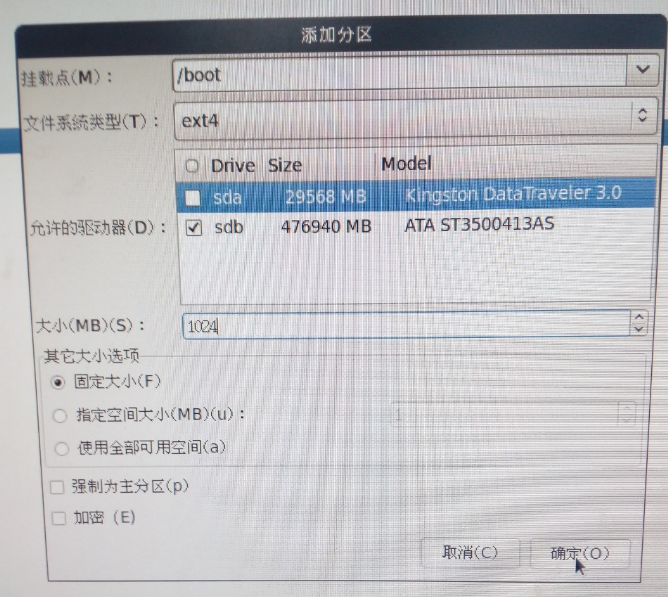 添加分区
挂载点(M)：
/boot
文件系统类型(T)：
ext4
Drive Size Model
sda 29568 MB Kingston DataTraveler 3.0
允许的驱动器(D)：
sdb 476940 MB ATA ST3500413AS
大小(MB)(S)：
1024
其它大小选项
固定大小(F)
指定空间大小(MB)(u)：
1
使用全部可用空间(a)
强制为主分区(p)
加密 (E)
取消(C) 确定(O)